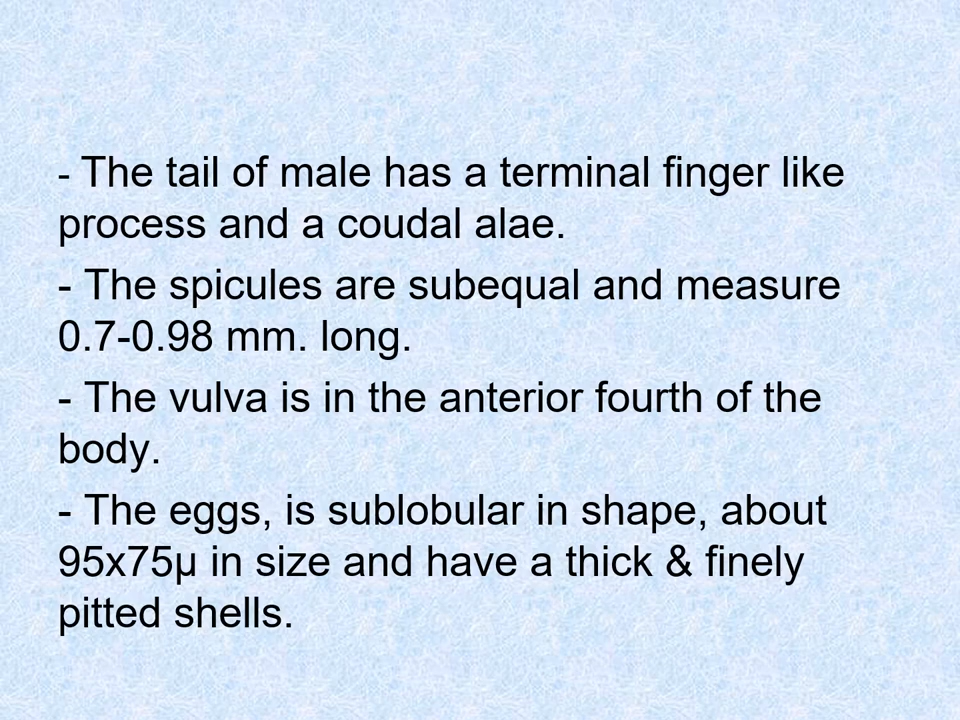 - The tail of male has a terminal finger like
process and a coudal alae.
- The spicules are subequal and measure
0.7-0.98 mm. long.
- The vulva is in the anterior fourth of the
body.
- The eggs, is sublobular in shape, about
95x75µ in size and have a thick & finely
pitted shells.